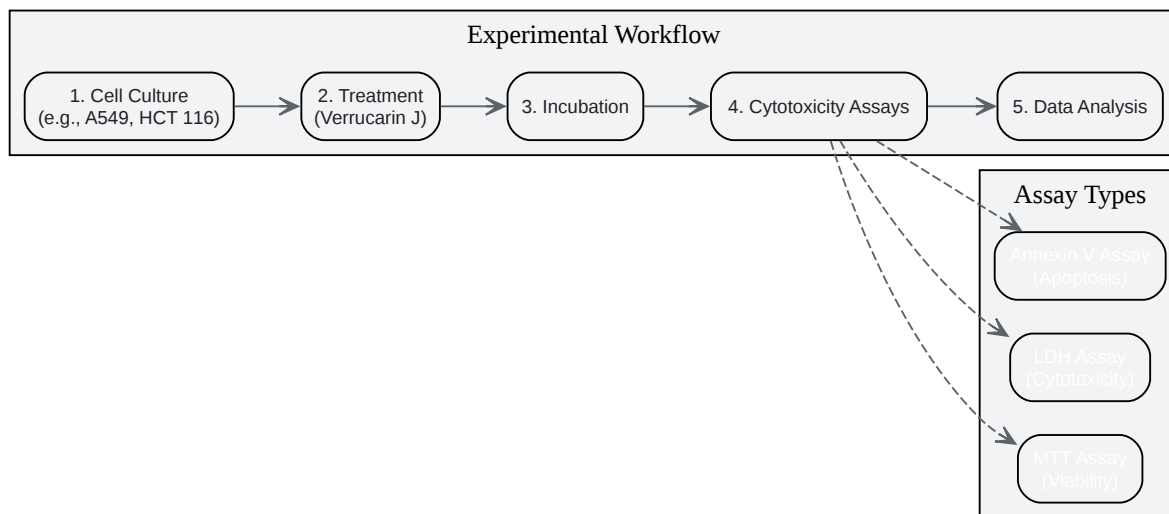 Experimental Workflow
1. Cell Culture
(e.g., A549, HCT 116)
2. Treatment
(Verrucarin J)
3. Incubation
4. Cytotoxicity Assays
5. Data Analysis
Assay Types
Annexin V Assay
(Apoptosis)
LDH Assay
(Cytotoxicity)
MTT Assay
(Viability)